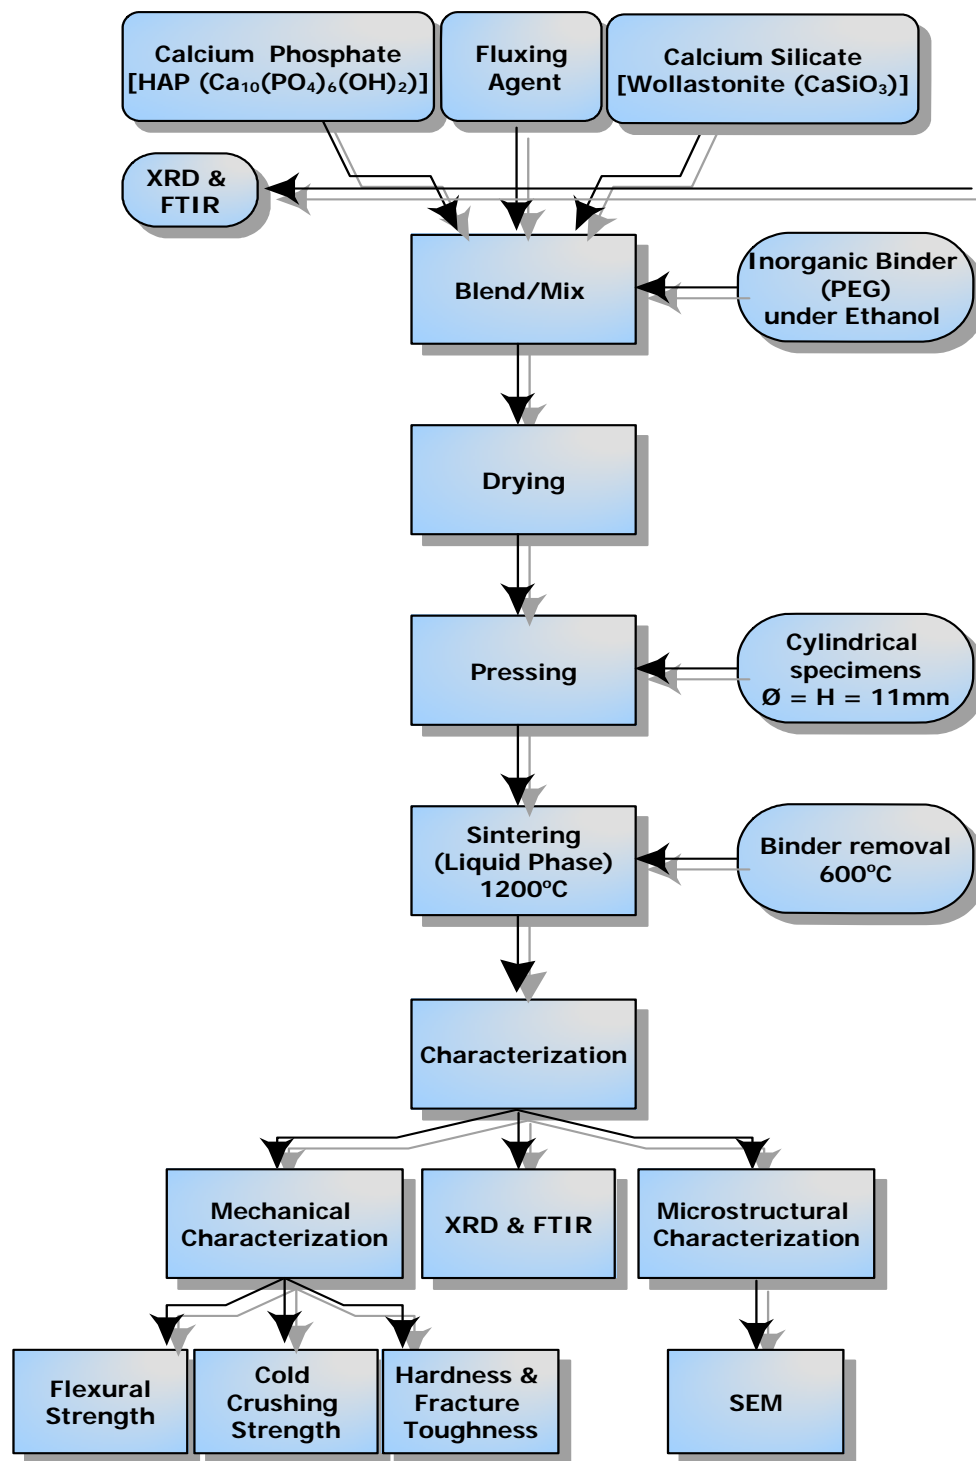 Calcium Phosphate
[HAP (Ca₁₀(PO₄)₆(OH)₂)]
Fluxing
Agent
Calcium Silicate
[Wollastonite (CaSiO₃)]
XRD &
FTIR
Blend/Mix
Inorganic Binder
(PEG)
under Ethanol
Drying
Pressing
Cylindrical
specimens
Ø = H = 11mm
Sintering
(Liquid Phase)
1200ºC
Binder removal
600ºC
Characterization
Mechanical
Characterization
XRD & FTIR
Microstructural
Characterization
Flexural
Strength
Cold
Crushing
Strength
Hardness &
Fracture
Toughness
SEM